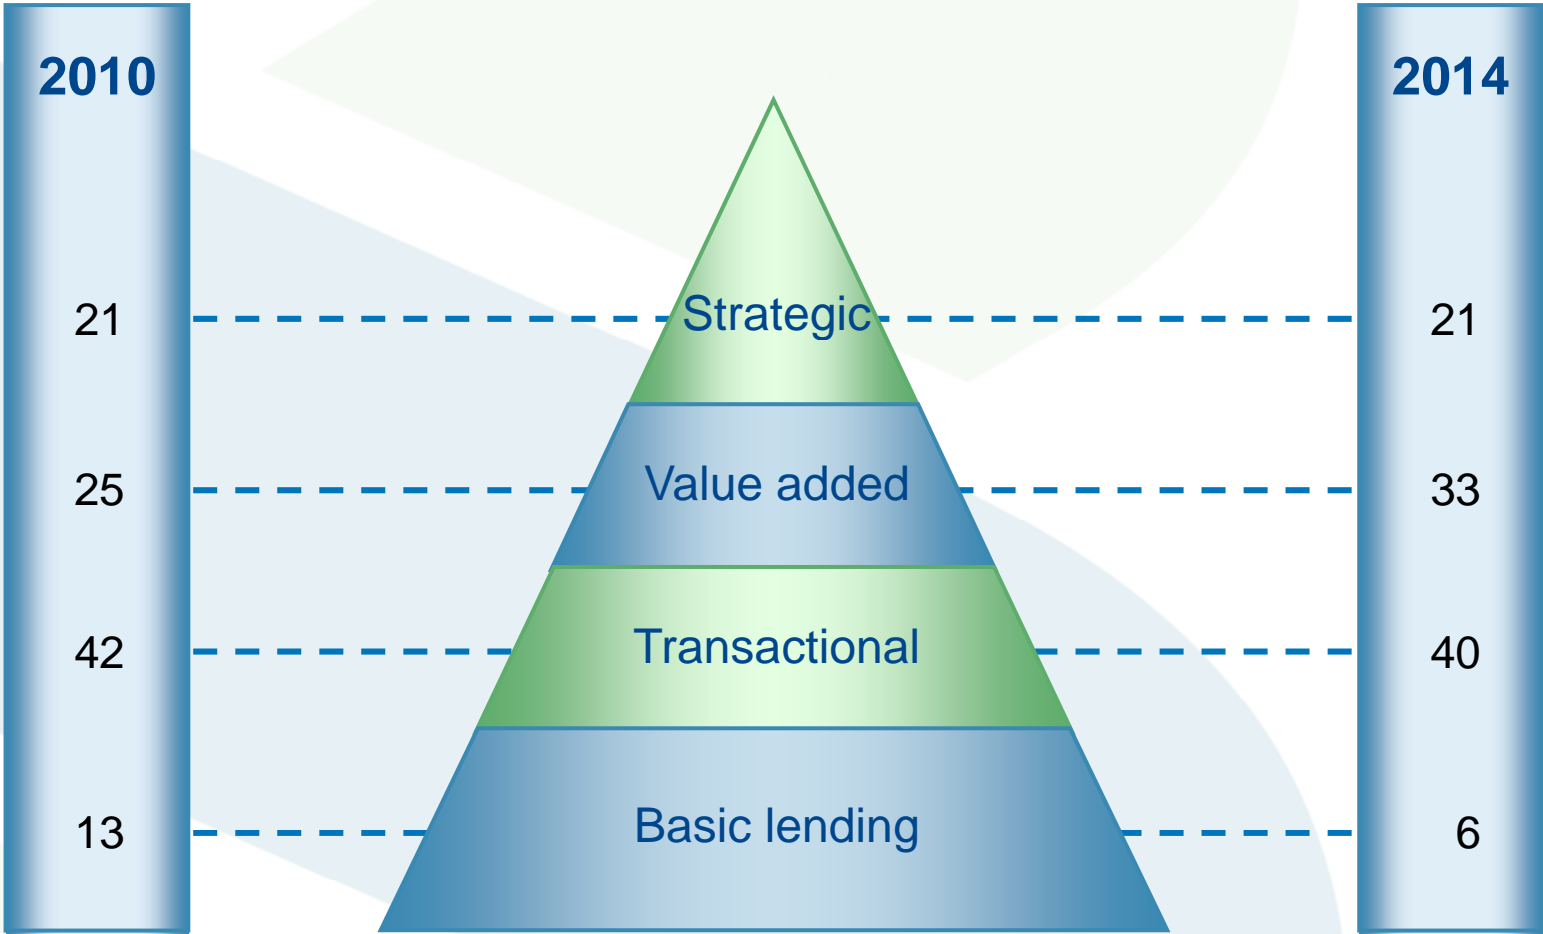 2010
2014
21
Strategic
21
25
Value added
33
42
Transactional
40
13
Basic lending
6